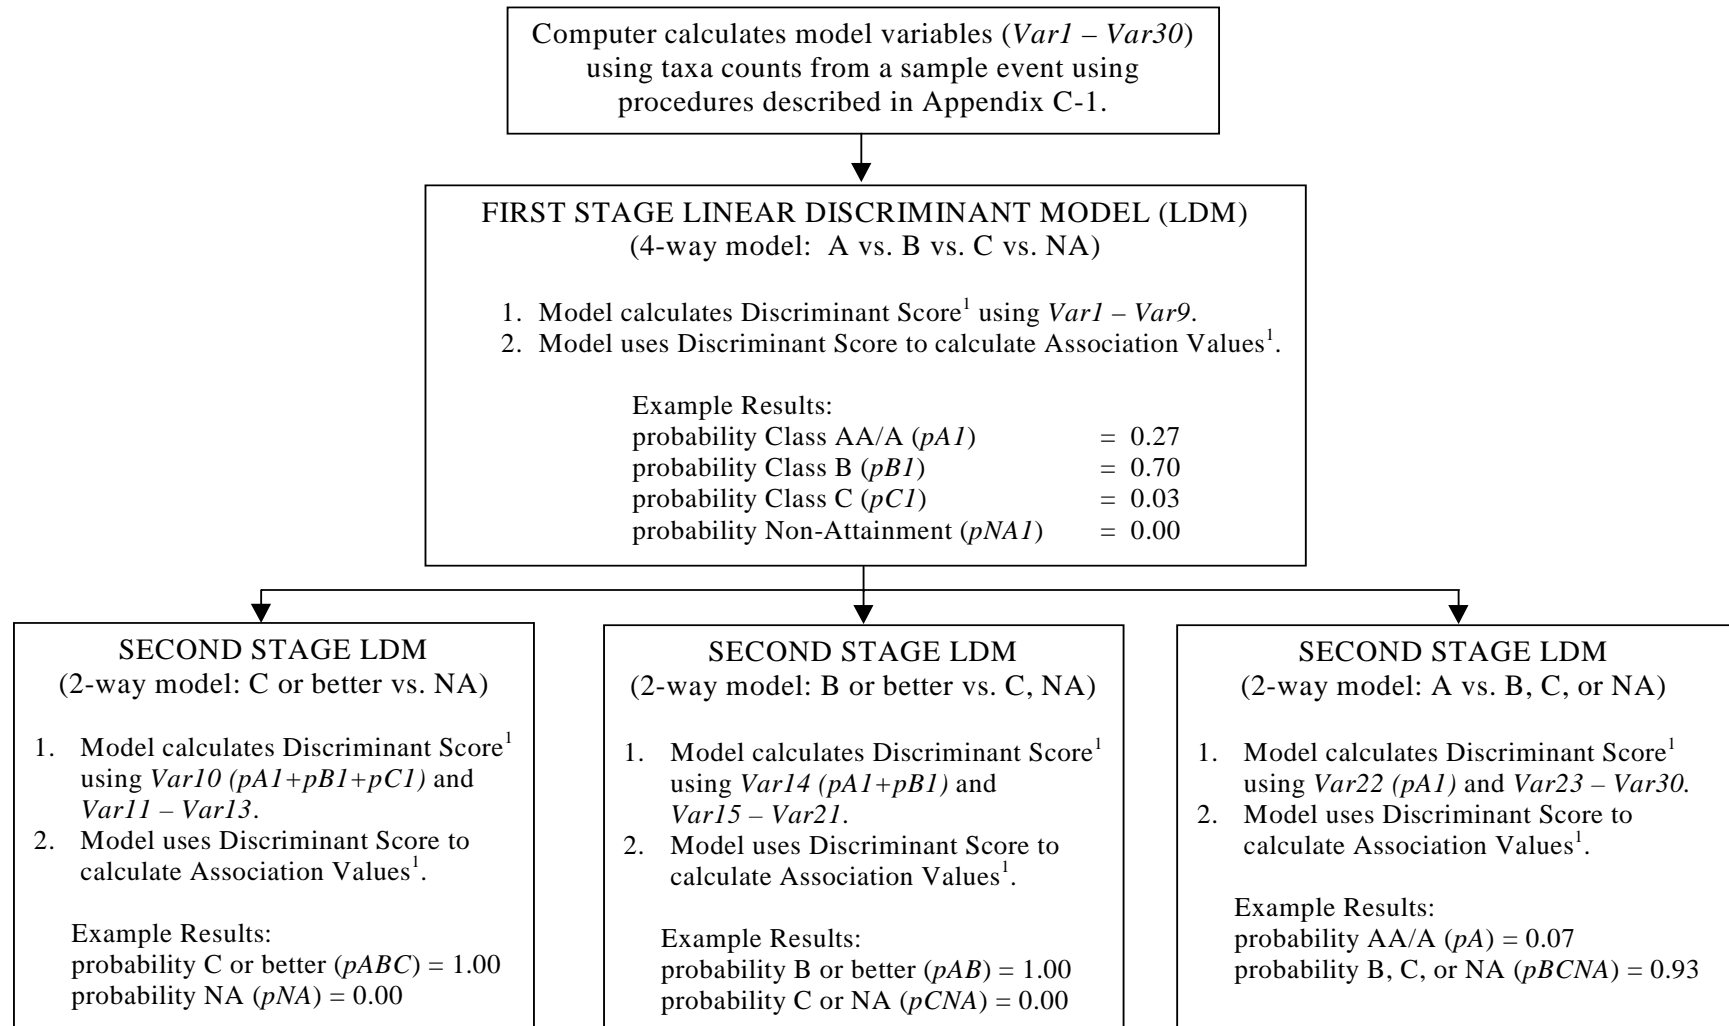 Computer calculates model variables (Var1 – Var30)
using taxa counts from a sample event using
procedures described in Appendix C-1.
FIRST STAGE LINEAR DISCRIMINANT MODEL (LDM)
(4-way model: A vs. B vs. C vs. NA)
1. Model calculates Discriminant Score1 using Var1 – Var9.
2. Model uses Discriminant Score to calculate Association Values1.
Example Results:
probability Class AA/A (pA1) = 0.27
probability Class B (pB1) = 0.70
probability Class C (pC1) = 0.03
probability Non-Attainment (pNA1) = 0.00
SECOND STAGE LDM
(2-way model: C or better vs. NA)
1. Model calculates Discriminant Score1
using Var10 (pA1+pB1+pC1) and
Var11 – Var13.
2. Model uses Discriminant Score to
calculate Association Values1.
Example Results:
probability C or better (pABC) = 1.00
probability NA (pNA) = 0.00
SECOND STAGE LDM
(2-way model: B or better vs. C, NA)
1. Model calculates Discriminant Score1
using Var14 (pA1+pB1) and
Var15 – Var21.
2. Model uses Discriminant Score to
calculate Association Values1.
Example Results:
probability B or better (pAB) = 1.00
probability C or NA (pCNA) = 0.00
SECOND STAGE LDM
(2-way model: A vs. B, C, or NA)
1. Model calculates Discriminant Score1
using Var22 (pA1) and Var23 – Var30.
2. Model uses Discriminant Score to
calculate Association Values1.
Example Results:
probability AA/A (pA) = 0.07
probability B, C, or NA (pBCNA) = 0.93